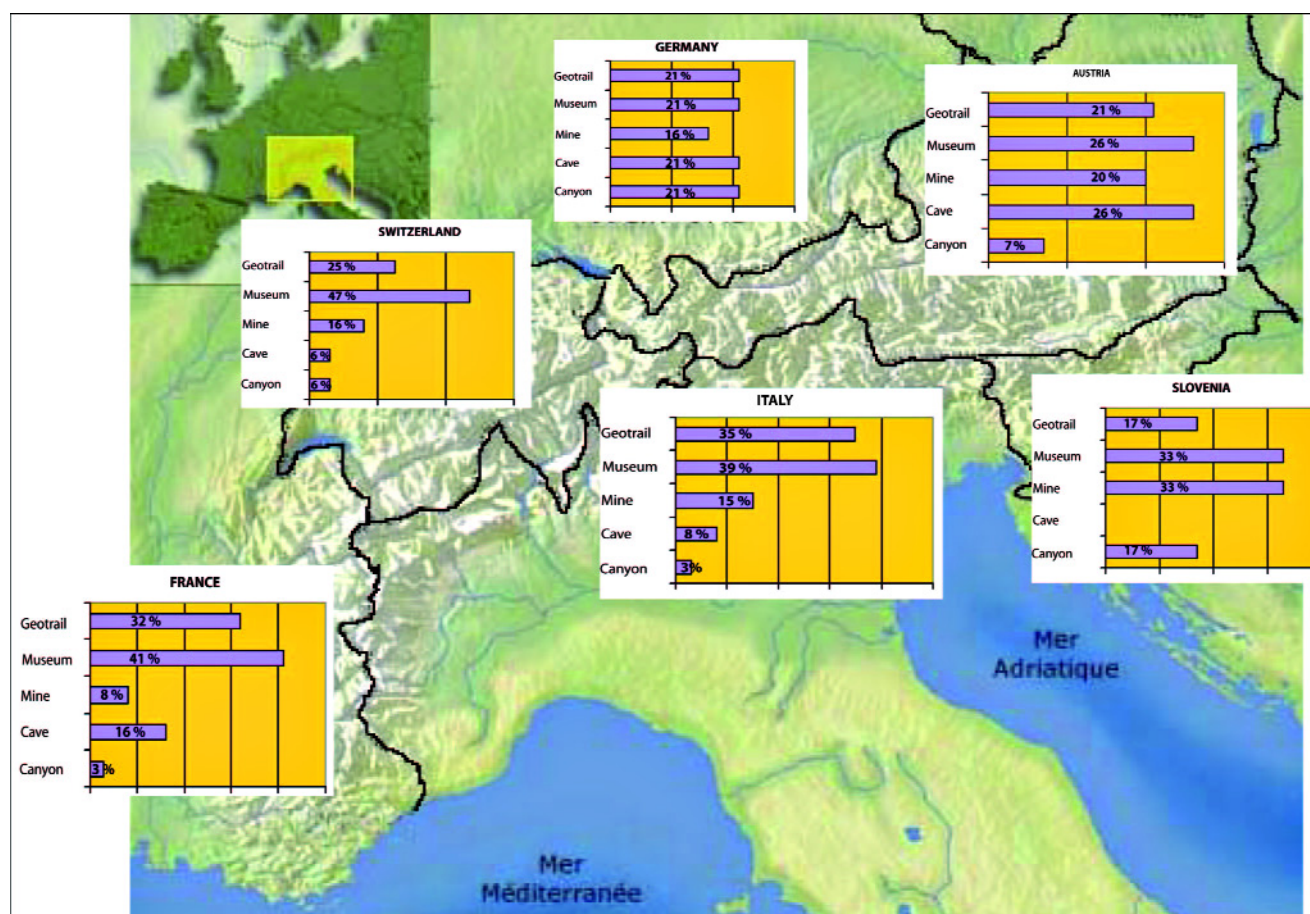 GERMANY
Geotrail 21 %
Museum 21 %
Mine 16 %
Cave 21 %
Canyon 21 %
AUSTRIA
Geotrail 21 %
Museum 26 %
Mine 20 %
Cave 26 %
Canyon 7 %
SWITZERLAND
Geotrail 25 %
Museum 47 %
Mine 16 %
Cave 6 %
Canyon 6 %
ITALY
Geotrail 35 %
Museum 39 %
Mine 15 %
Cave 8 %
Canyon 3%
SLOVENIA
Geotrail 17 %
Museum 33 %
Mine 33 %
Cave
Canyon 17 %
FRANCE
Geotrail 32 %
Museum 41 %
Mine 8 %
Cave 16 %
Canyon 3 %
Mer
Adriatique
Mer
Méditerranée